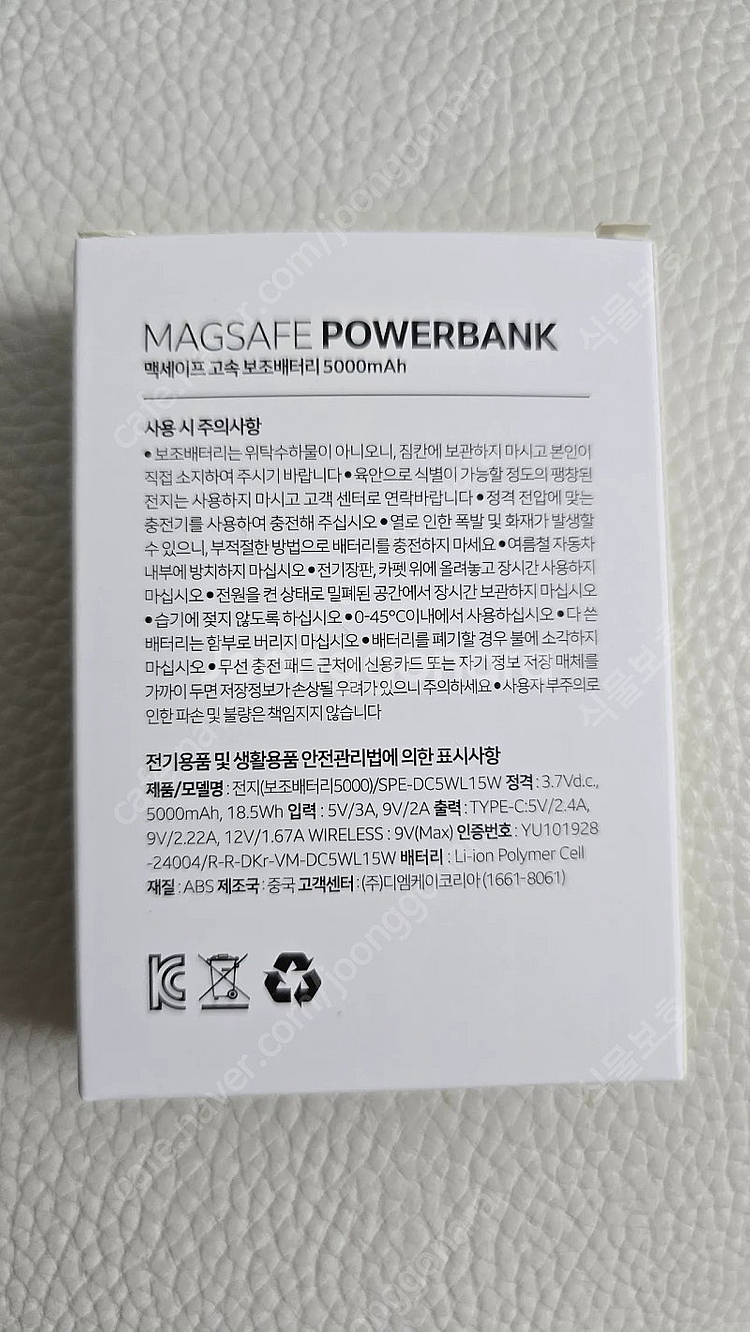 MAGSAFE POWERBANK
맥세이프 고속 보조배터리 5000mAh
사용 시 주의사항
• 보조배터리는 위탁수하물이 아니오니, 짐칸에 보관하지 마시고 본인이
직접 소지하여 주시기 바랍니다 • 육안으로 식별이 가능할 정도의 팽창된
전지는 사용하지 마시고 고객 센터로 연락바랍니다 • 정격 전압에 맞는
충전기를 사용하여 충전해 주십시오 • 열로 인한 폭발 및 화재가 발생할
수 있으니, 부적절한 방법으로 배터리를 충전하지 마세요 • 여름철 자동차
내부에 방치하지 마십시오 • 전기장판, 카펫 위에 올려놓고 장시간 사용하지
마십시오 • 전원을 켠 상태로 밀폐된 공간에서 장시간 보관하지 마십시오
• 습기에 젖지 않도록 하십시오 • 0-45°C이내에서 사용하십시오 • 다 쓴
배터리는 함부로 버리지 마십시오 • 배터리를 폐기할 경우 불에 소각하지
마십시오 • 무선 충전 패드 근처에 신용카드 또는 자기 정보 저장 매체를
가까이 두면 저장정보가 손상될 우려가 있으니 주의하세요 • 사용자 부주의로
인한 파손 및 불량은 책임지지 않습니다
전기용품 및 생활용품 안전관리법에 의한 표시사항
제품/모델명 : 전지(보조배터리5000)/SPE-DC5WL15W 정격 : 3.7Vd.c.,
5000mAh, 18.5Wh 입력 : 5V/3A, 9V/2A 출력 : TYPE-C:5V/2.4A,
9V/2.22A, 12V/1.67A WIRELESS : 9V(Max) 인증번호 : YU101928
-24004/R-R-DKr-VM-DC5WL15W 배터리 : Li-ion Polymer Cell
재질 : ABS 제조국 : 중국 고객센터 : (주)디엠케이코리아 (1661-8061)
cafe.naver.com/joonggonara
식물보호